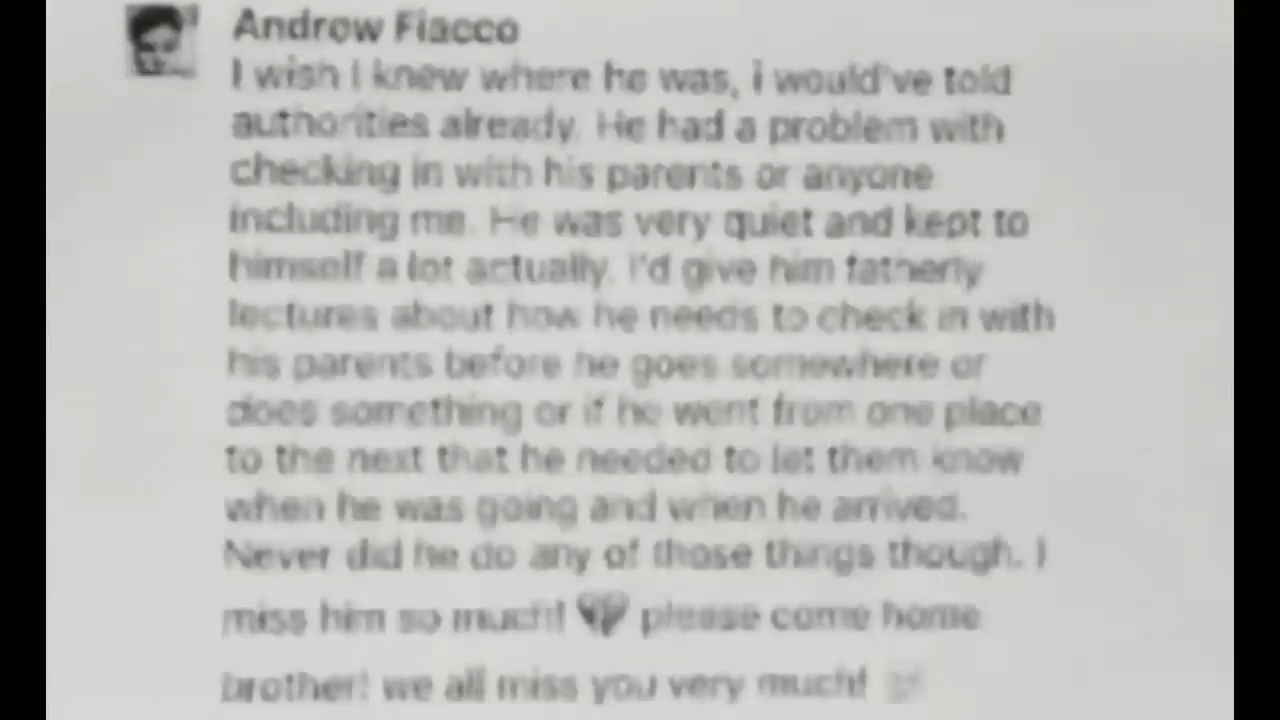 Andrew Fiacco
I wish I knew where he was, i would've told
authorities already. He had a problem with
checking in with his parents or anyone
including me. He was very quiet and kept to
himself a lot actually. I'd give him fatherly
lectures about how he needs to check in with
his parents before he goes somewhere or
does something or if he went from one place
to the next that he needed to let them know
when he was going and when he arrived.
Never did he do any of those things though. I
miss him so much!! 💔 please come home
brother! we all miss you very much!